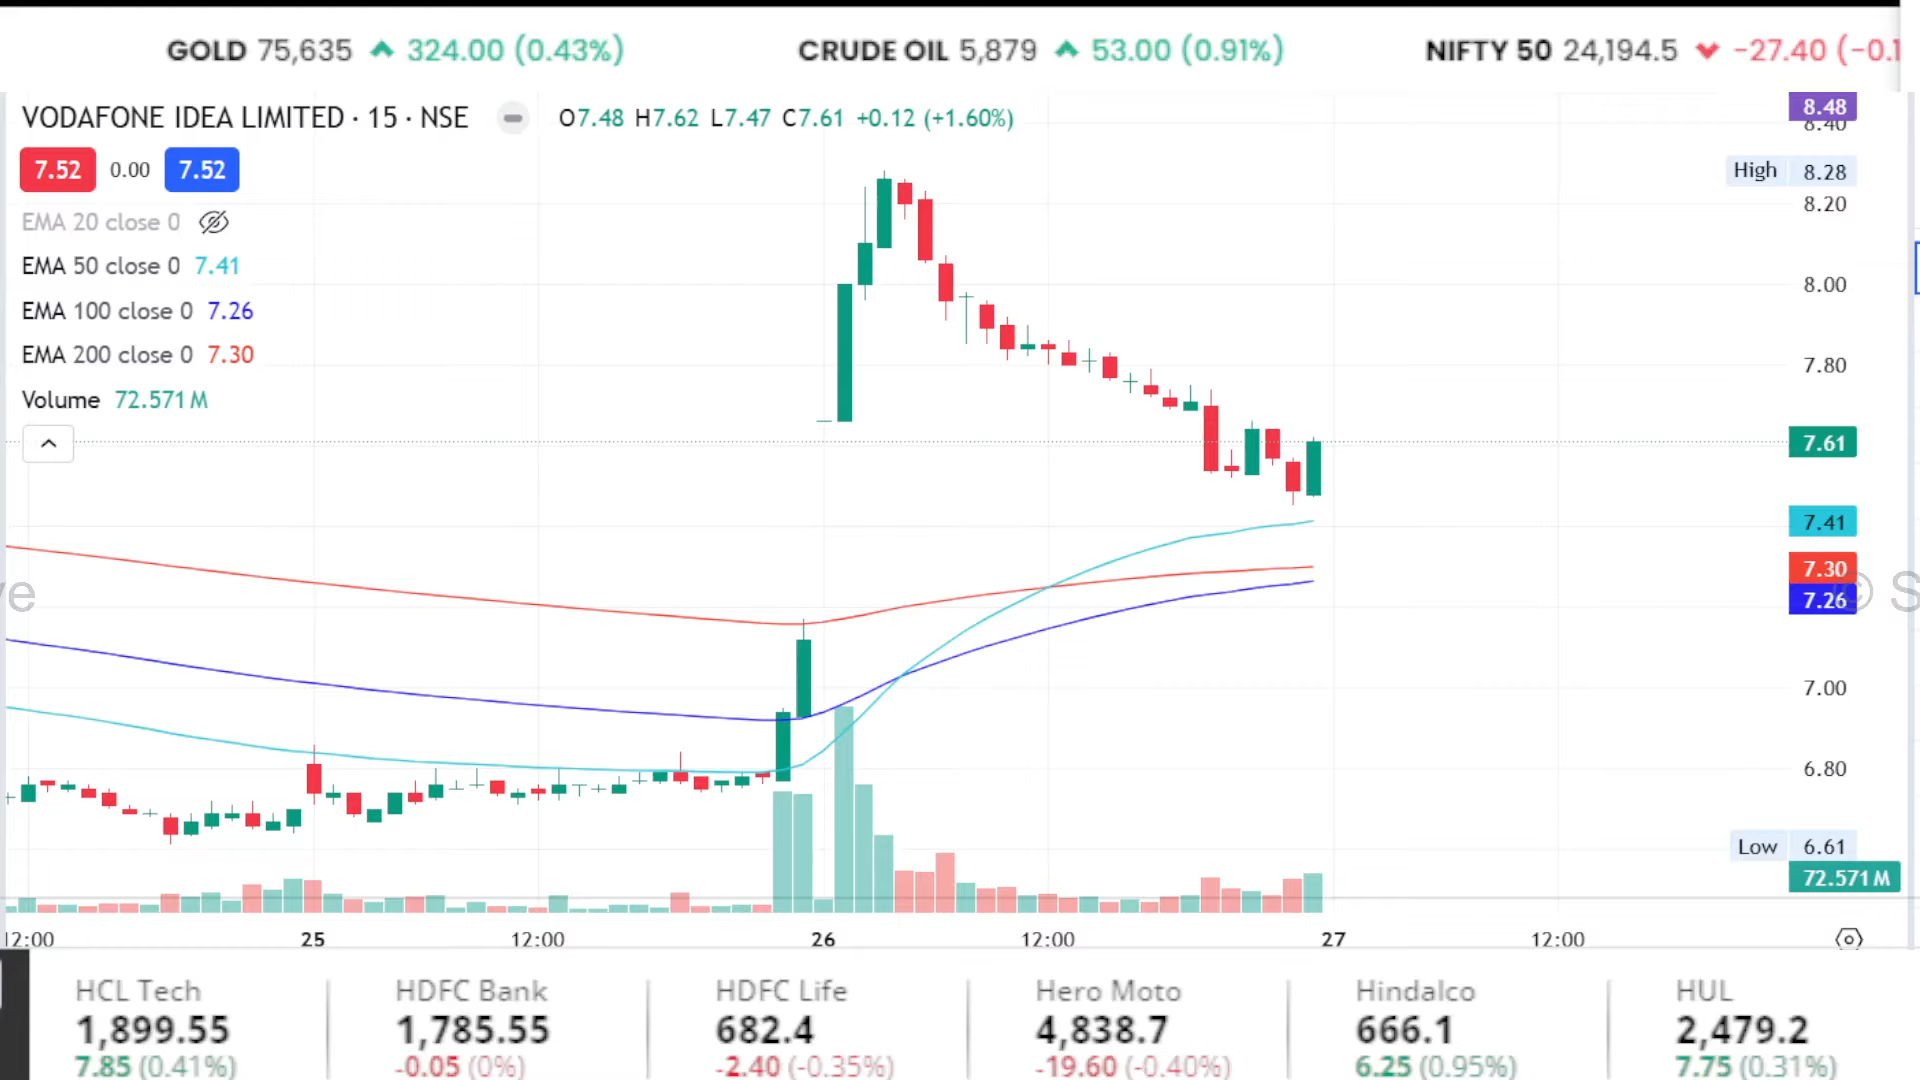 GOLD 75,635 324.00 (0.43%) CRUDE OIL 5,879 53.00 (0.91%) NIFTY 50 24,194.5 -27.40 (-0.1
VODAFONE IDEA LIMITED · 15 · NSE O7.48 H7.62 L7.47 C7.61 +0.12 (+1.60%)
7.52 0.00 7.52
EMA 20 close 0
EMA 50 close 0 7.41
EMA 100 close 0 7.26
EMA 200 close 0 7.30
Volume 72.571 M
8.48
8.40
High 8.28
8.20
8.00
7.80
7.61
7.41
7.30
7.26
7.00
6.80
Low 6.61
72.571 M
12:00 25 12:00 26 12:00 27 12:00
HCL Tech HDFC Bank HDFC Life Hero Moto Hindalco HUL
1,899.55 1,785.55 682.4 4,838.7 666.1 2,479.2
7.85 (0.41%) -0.05 (0%) -2.40 (-0.35%) -19.60 (-0.40%) 6.25 (0.95%) 7.75 (0.31%)